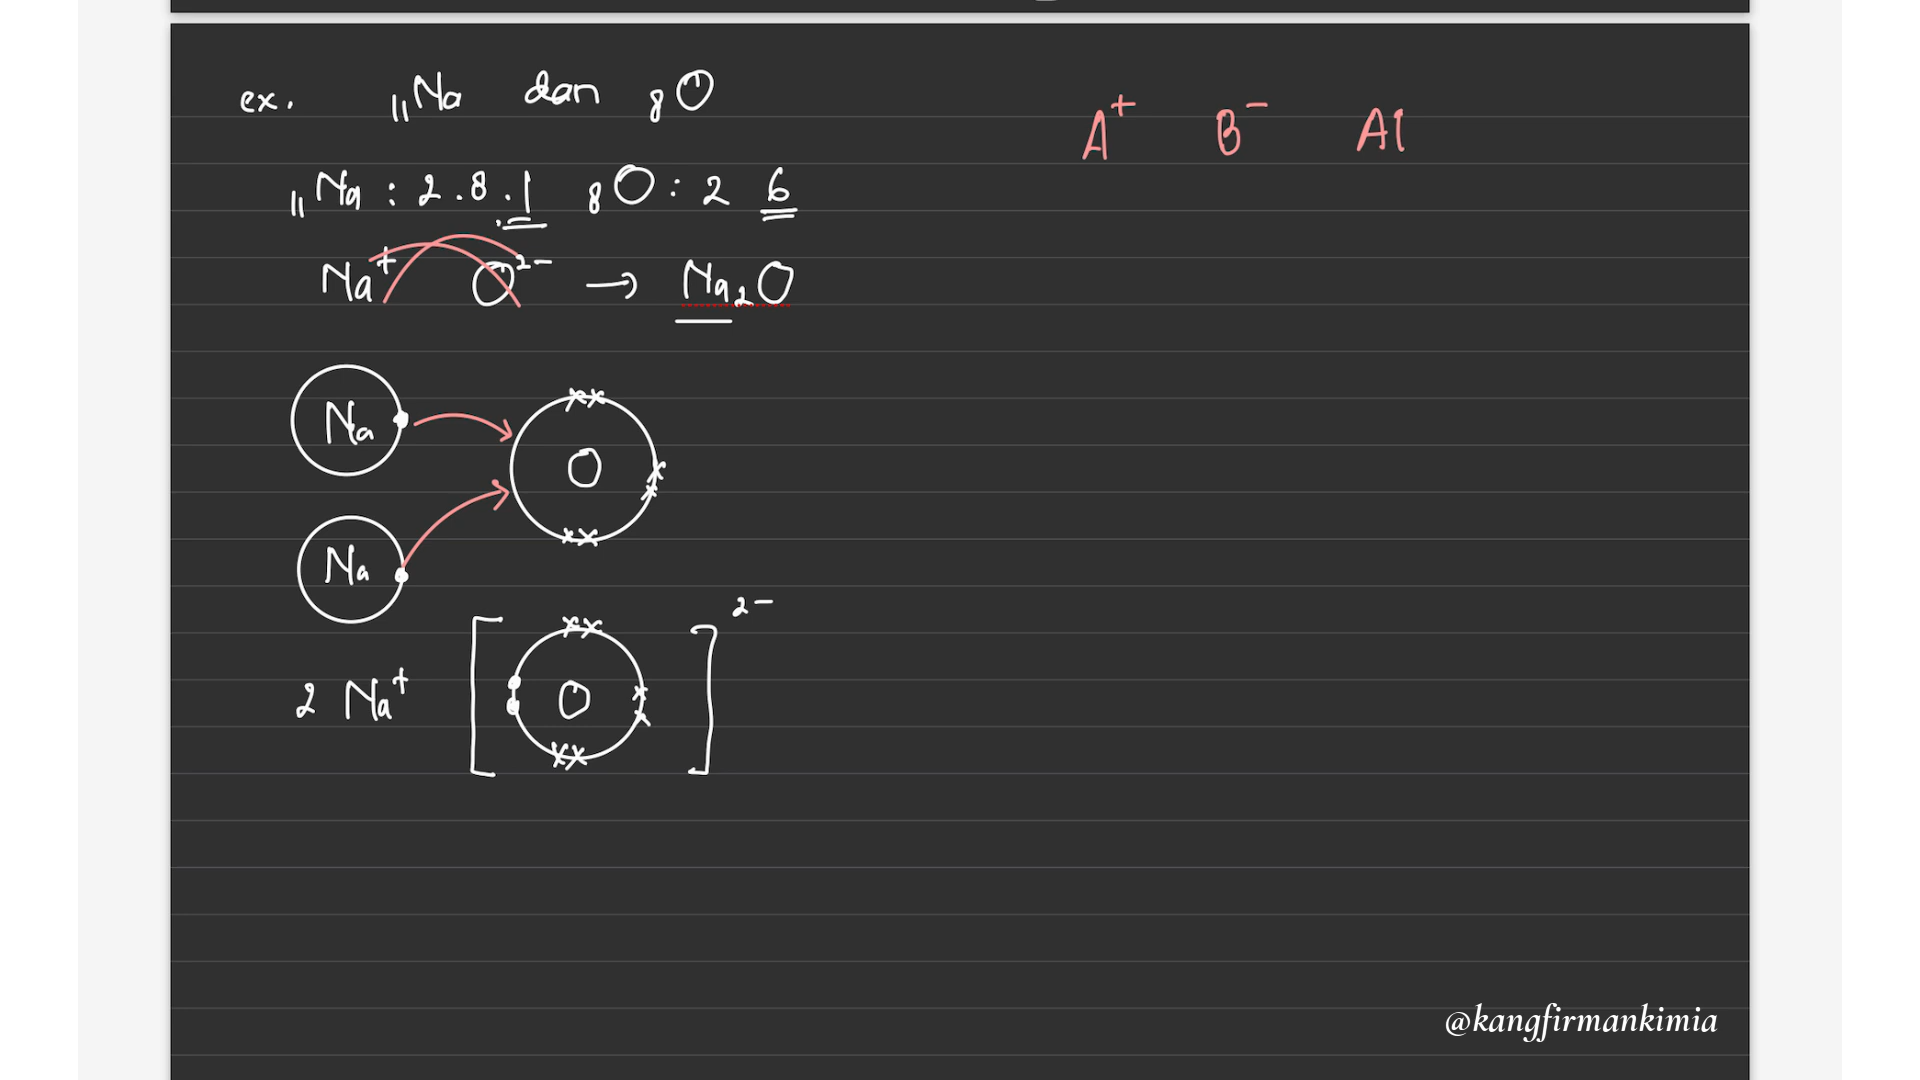 ex. ₁₁Na dan ₈O
₁₁Na : 2.8.1 ₈O : 2 6
Na⁺ O²⁻ → Na₂O
A⁺ B⁻ Al
Na
O
Na
2 Na⁺ [ O ]²⁻
@kangfirmankimia